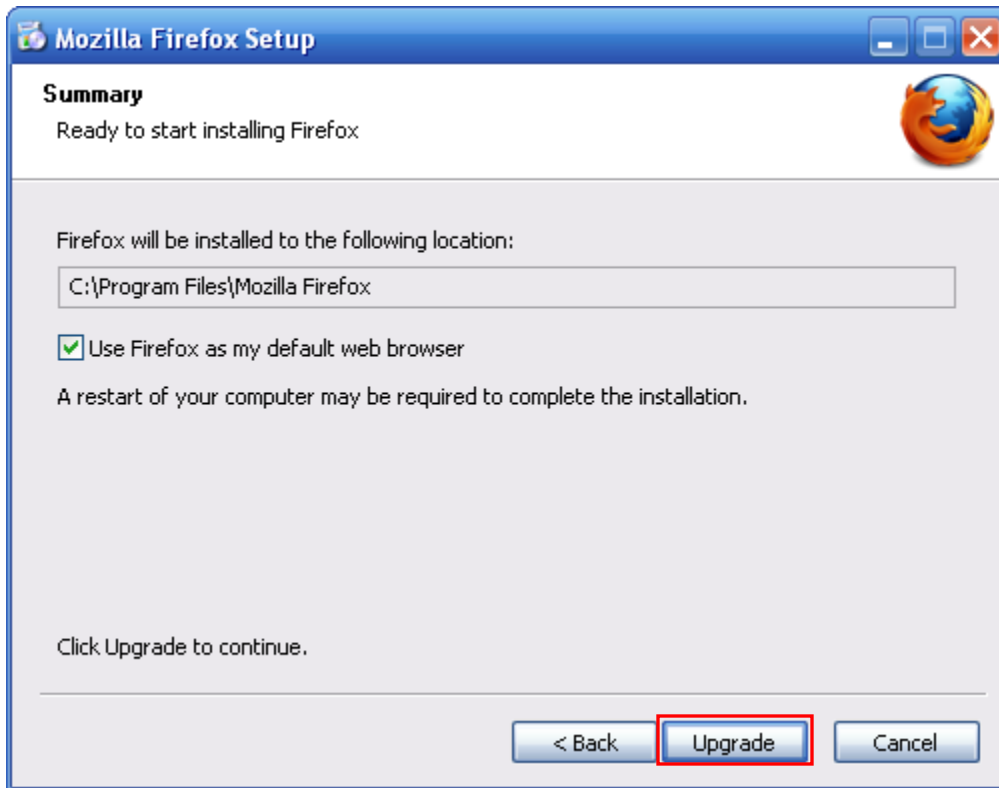 Mozilla Firefox Setup
Summary
Ready to start installing Firefox
Firefox will be installed to the following location:
C:\Program Files\Mozilla Firefox
Use Firefox as my default web browser
A restart of your computer may be required to complete the installation.
Click Upgrade to continue.
< Back Upgrade Cancel